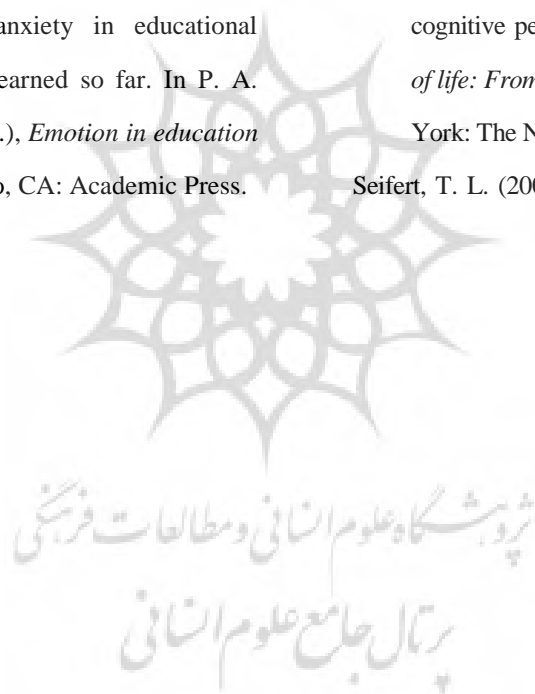 anxiety in educational
earned so far. In P. A.
.), Emotion in education
o, CA: Academic Press.
cognitive pe
of life: From
York: The N
Seifert, T. L. (200
پژوهشگاه علوم انسانی و مطالعات فرهنگی
پرتال جامع علوم انسانی